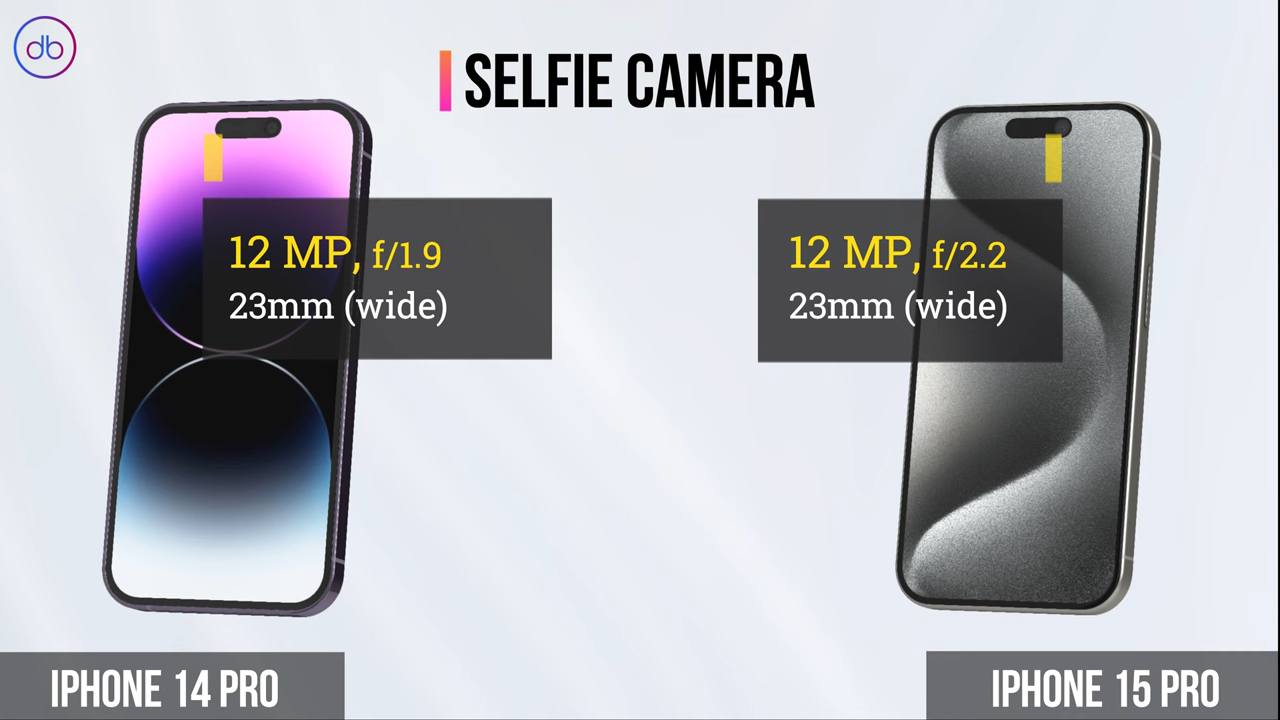 db
SELFIE CAMERA
12 MP, f/1.9
23mm (wide)
12 MP, f/2.2
23mm (wide)
IPHONE 14 PRO
IPHONE 15 PRO